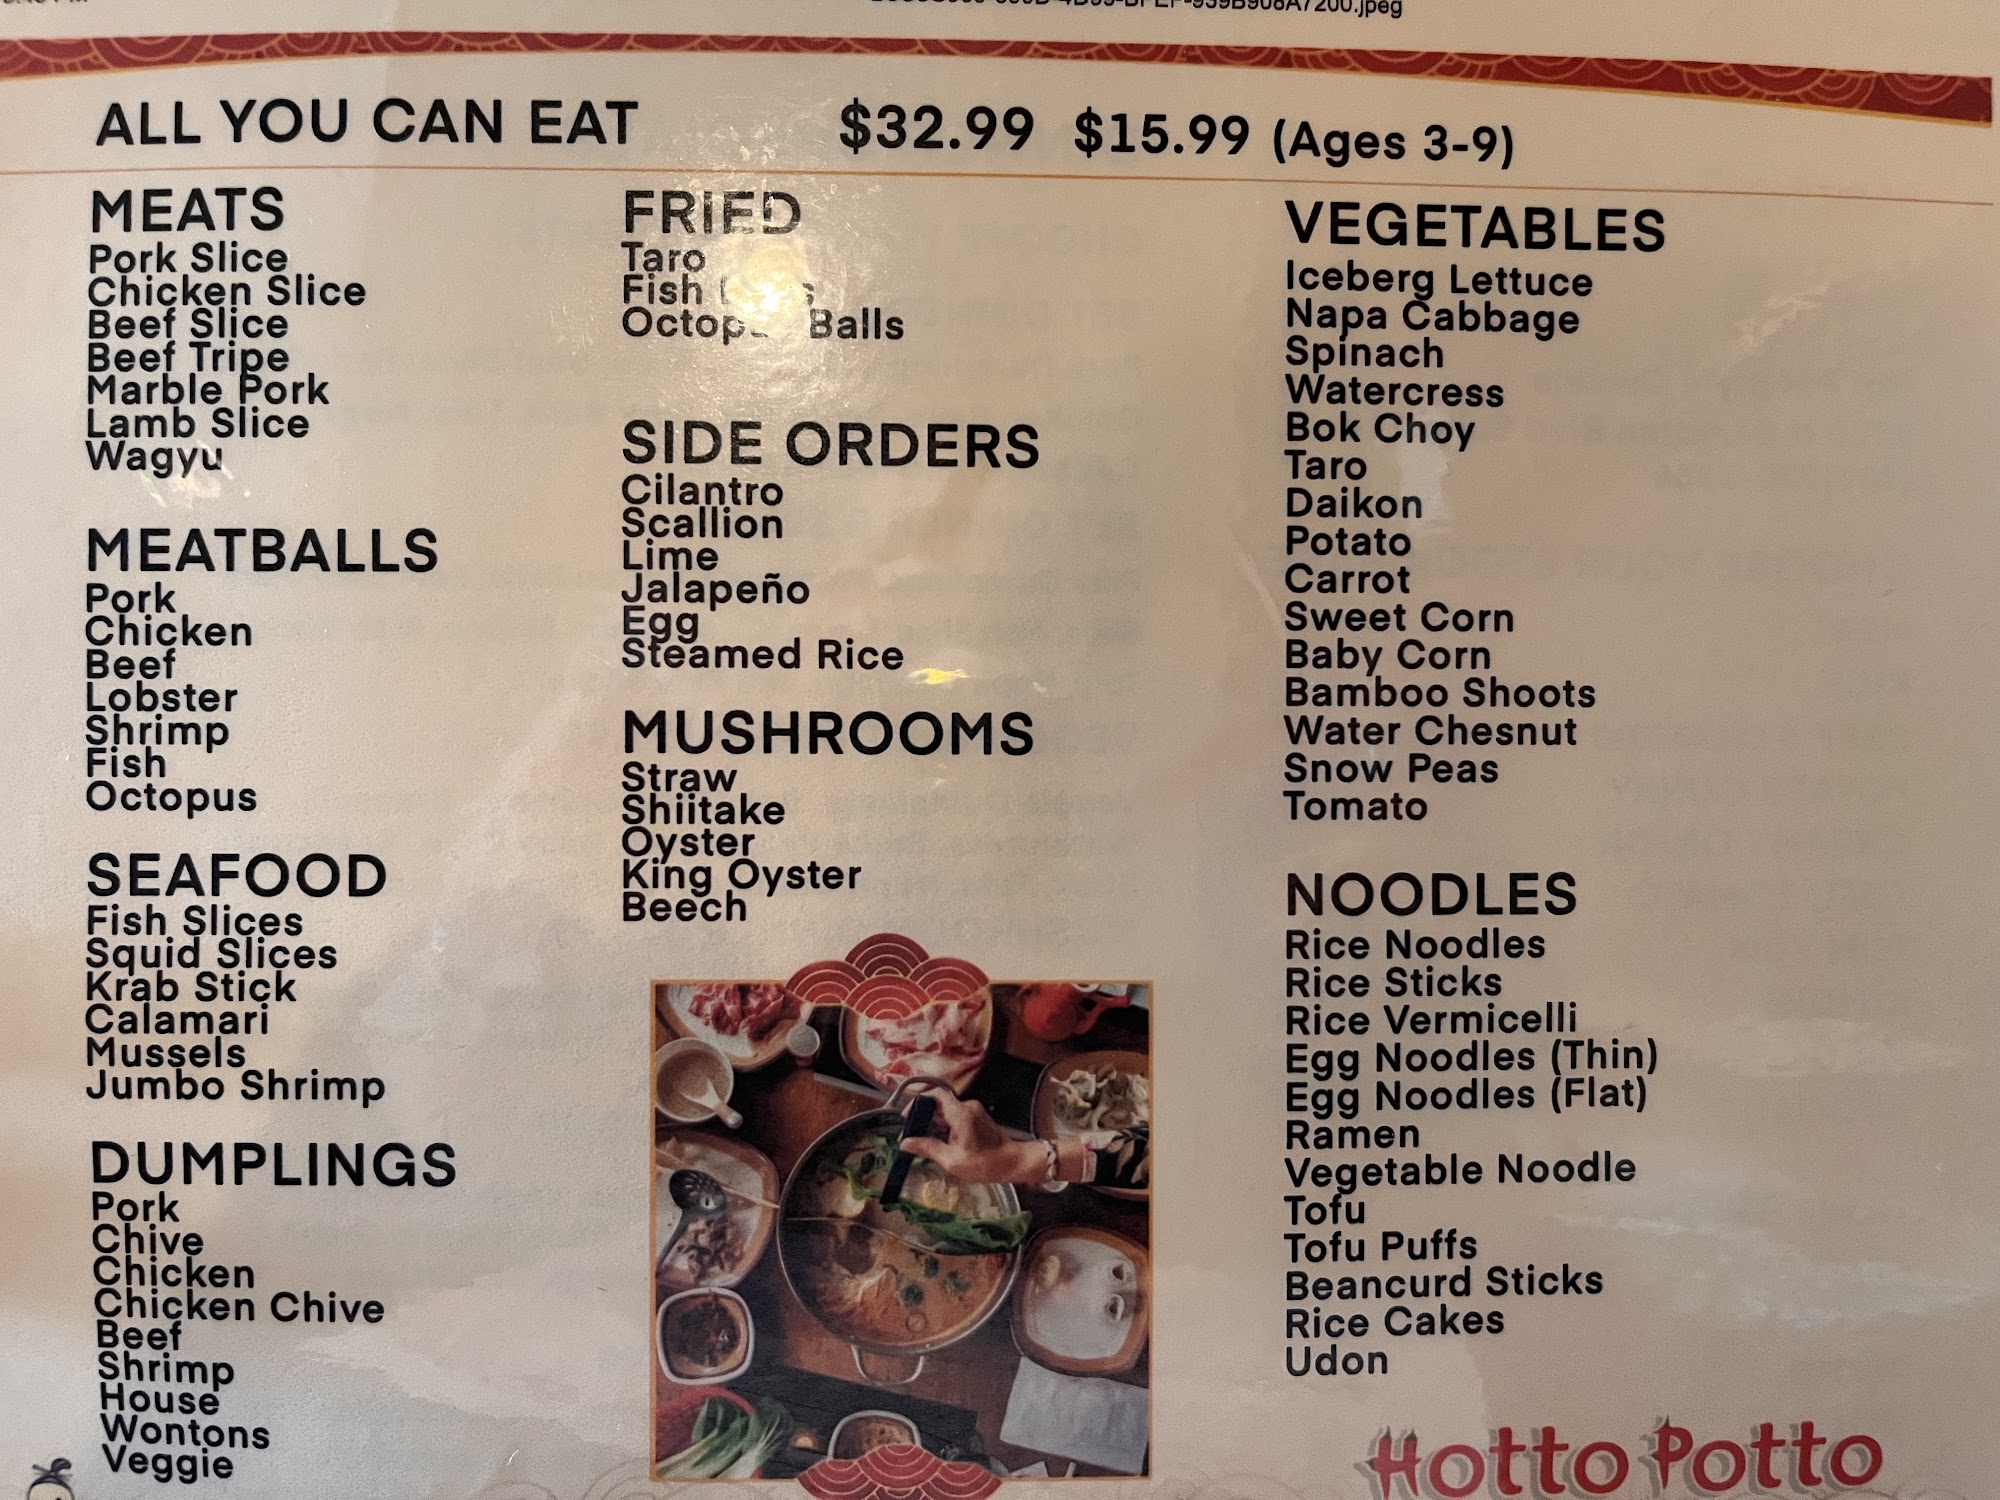 ALL YOU CAN EAT $32.99 $15.99 (Ages 3-9)
MEATS
Pork Slice
Chicken Slice
Beef Slice
Beef Tripe
Marble Pork
Lamb Slice
Wagyu
MEATBALLS
Pork
Chicken
Beef
Lobster
Shrimp
Fish
Octopus
SEAFOOD
Fish Slices
Squid Slices
Krab Stick
Calamari
Mussels
Jumbo Shrimp
DUMPLINGS
Pork
Chive
Chicken
Chicken Chive
Beef
Shrimp
House
Wontons
Veggie
FRIED
Taro
Fish
Octopus Balls
SIDE ORDERS
Cilantro
Scallion
Lime
Jalapeño
Egg
Steamed Rice
MUSHROOMS
Straw
Shiitake
Oyster
King Oyster
Beech
VEGETABLES
Iceberg Lettuce
Napa Cabbage
Spinach
Watercress
Bok Choy
Taro
Daikon
Potato
Carrot
Sweet Corn
Baby Corn
Bamboo Shoots
Water Chesnut
Snow Peas
Tomato
NOODLES
Rice Noodles
Rice Sticks
Rice Vermicelli
Egg Noodles (Thin)
Egg Noodles (Flat)
Ramen
Vegetable Noodle
Tofu
Tofu Puffs
Beancurd Sticks
Rice Cakes
Udon
Hotto Potto